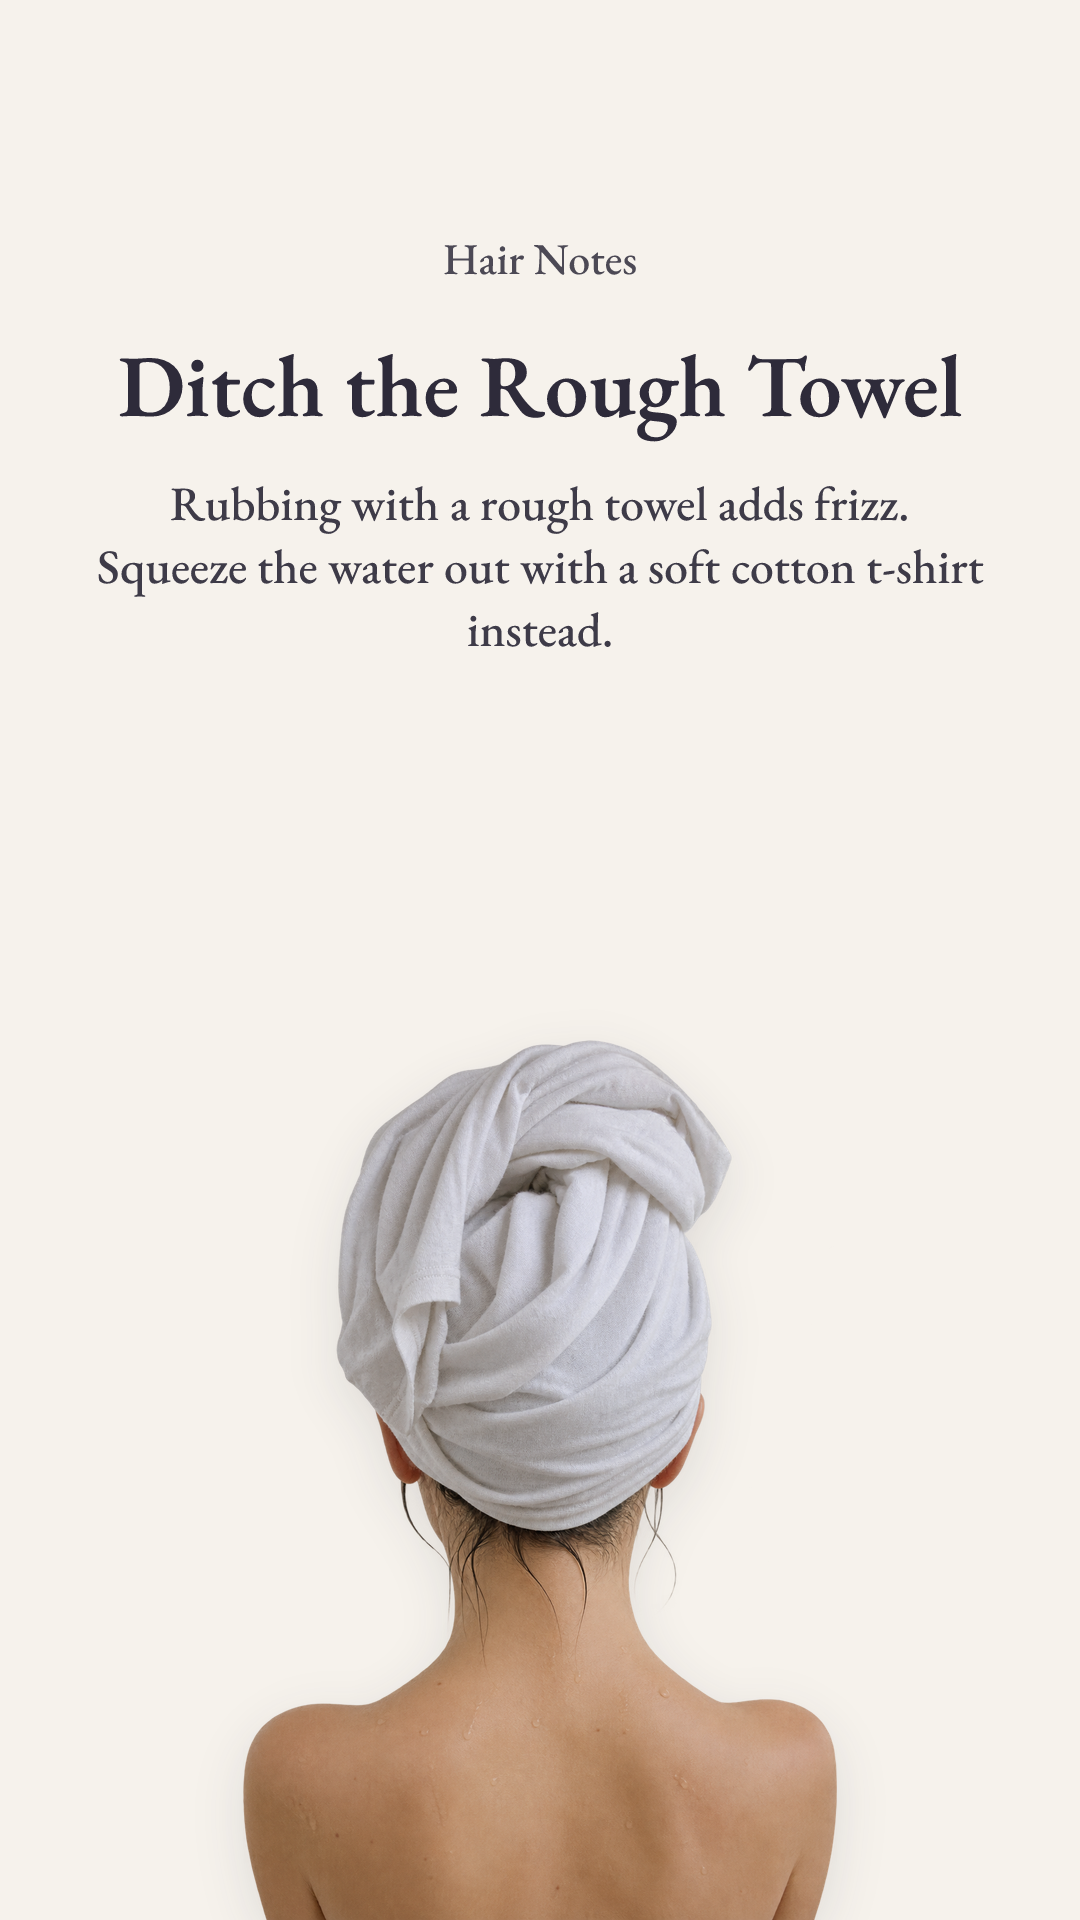 Hair Notes
Ditch the Rough Towel
Rubbing with a rough towel adds frizz.
Squeeze the water out with a soft cotton t-shirt
instead.